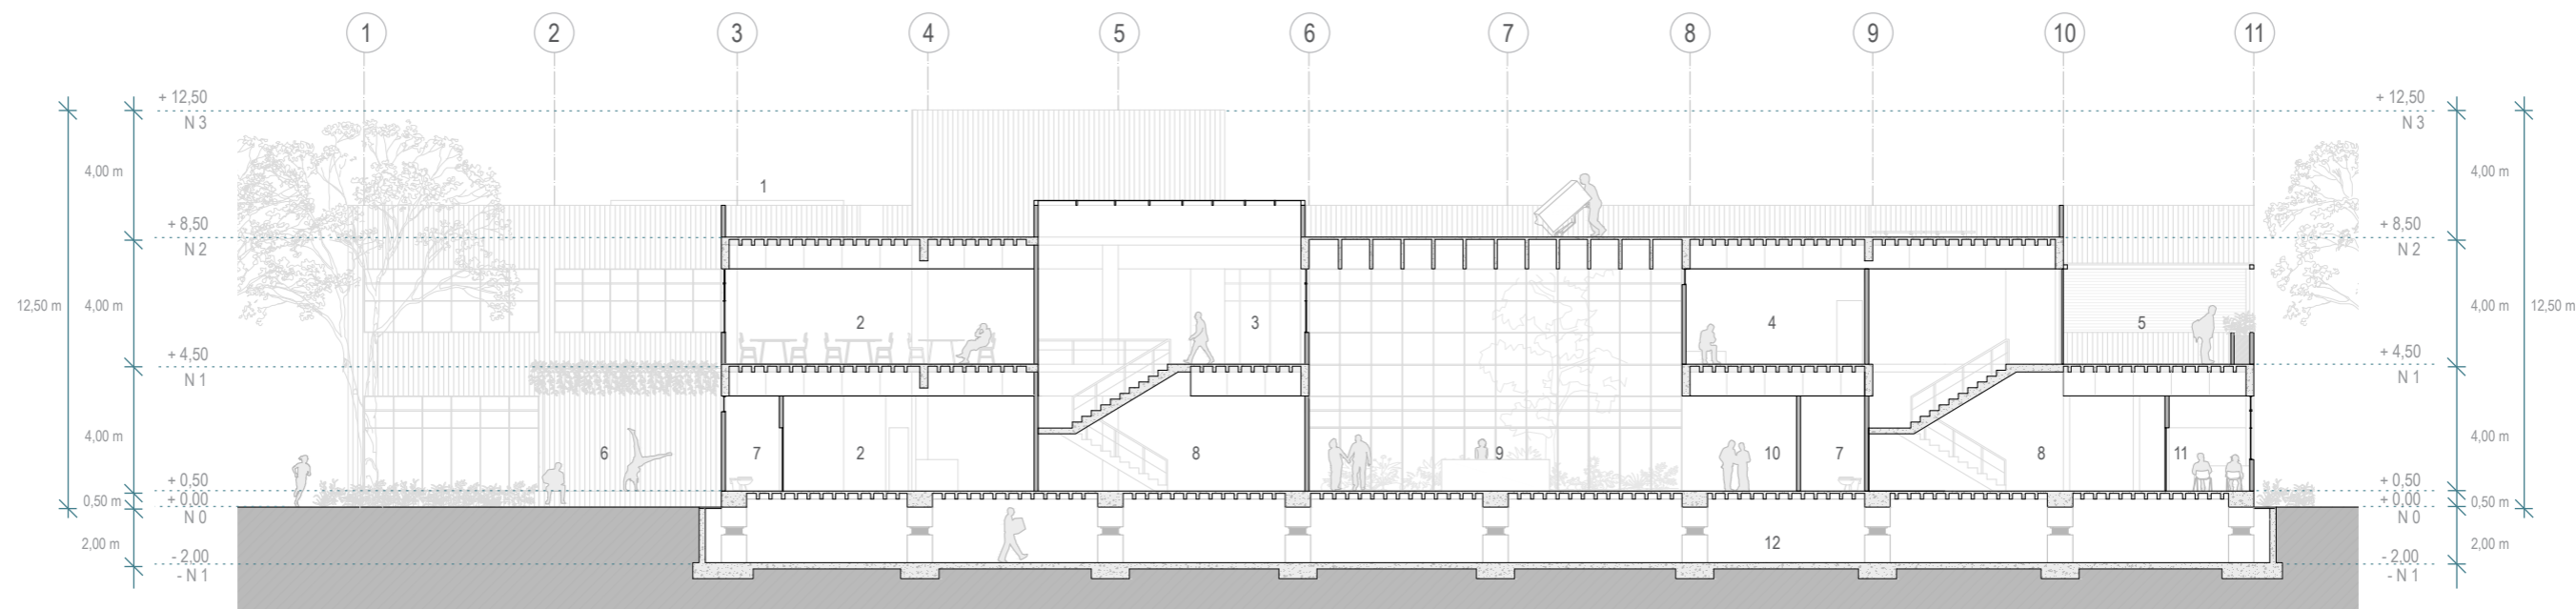 1 2 3 4 5 6 7 8 9 10 11
+ 12,50 + 12,50
N 3 N 3
4,00 m 4,00 m
1
+ 8,50 + 8,50
N 2 N 2
12,50 m 4,00 m 4,00 m 12,50 m
2 3 4 5
+ 4,50 + 4,50
N 1 N 1
4,00 m 4,00 m
6 7 2 8 9 10 7 8 11
+ 0,50 + 0,50
0,50 m + 0,00 + 0,00 0,50 m
N 0 N 0
2,00 m 12 2,00 m
- 2,00 - 2,00
- N 1 - N 1